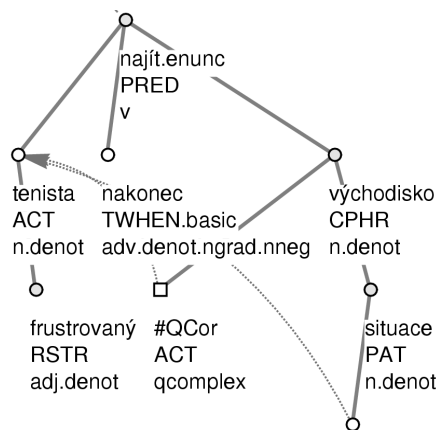 najít.enunc
PRED
v
tenista
ACT
n.denot
nakonec
TWHEN.basic
adv.denot.ngrad.nneg
východisko
CPHR
n.denot
frustrovaný
RSTR
adj.denot
#QCor
ACT
qcomplex
situace
PAT
n.denot